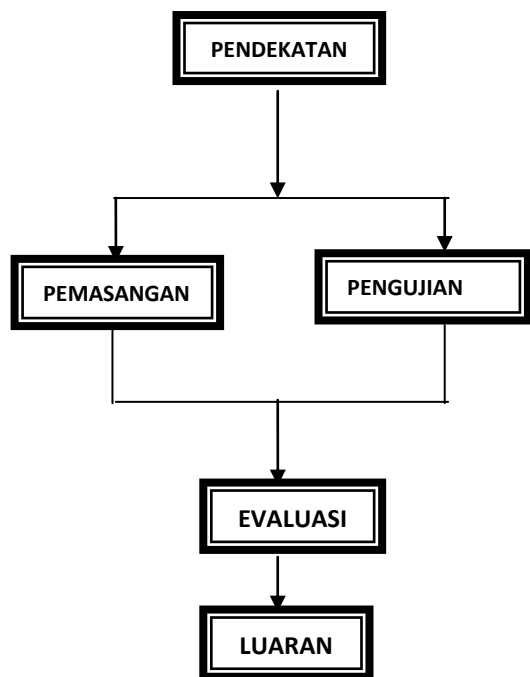 PENDEKATAN
PEMASANGAN
PENGUJIAN
EVALUASI
LUARAN